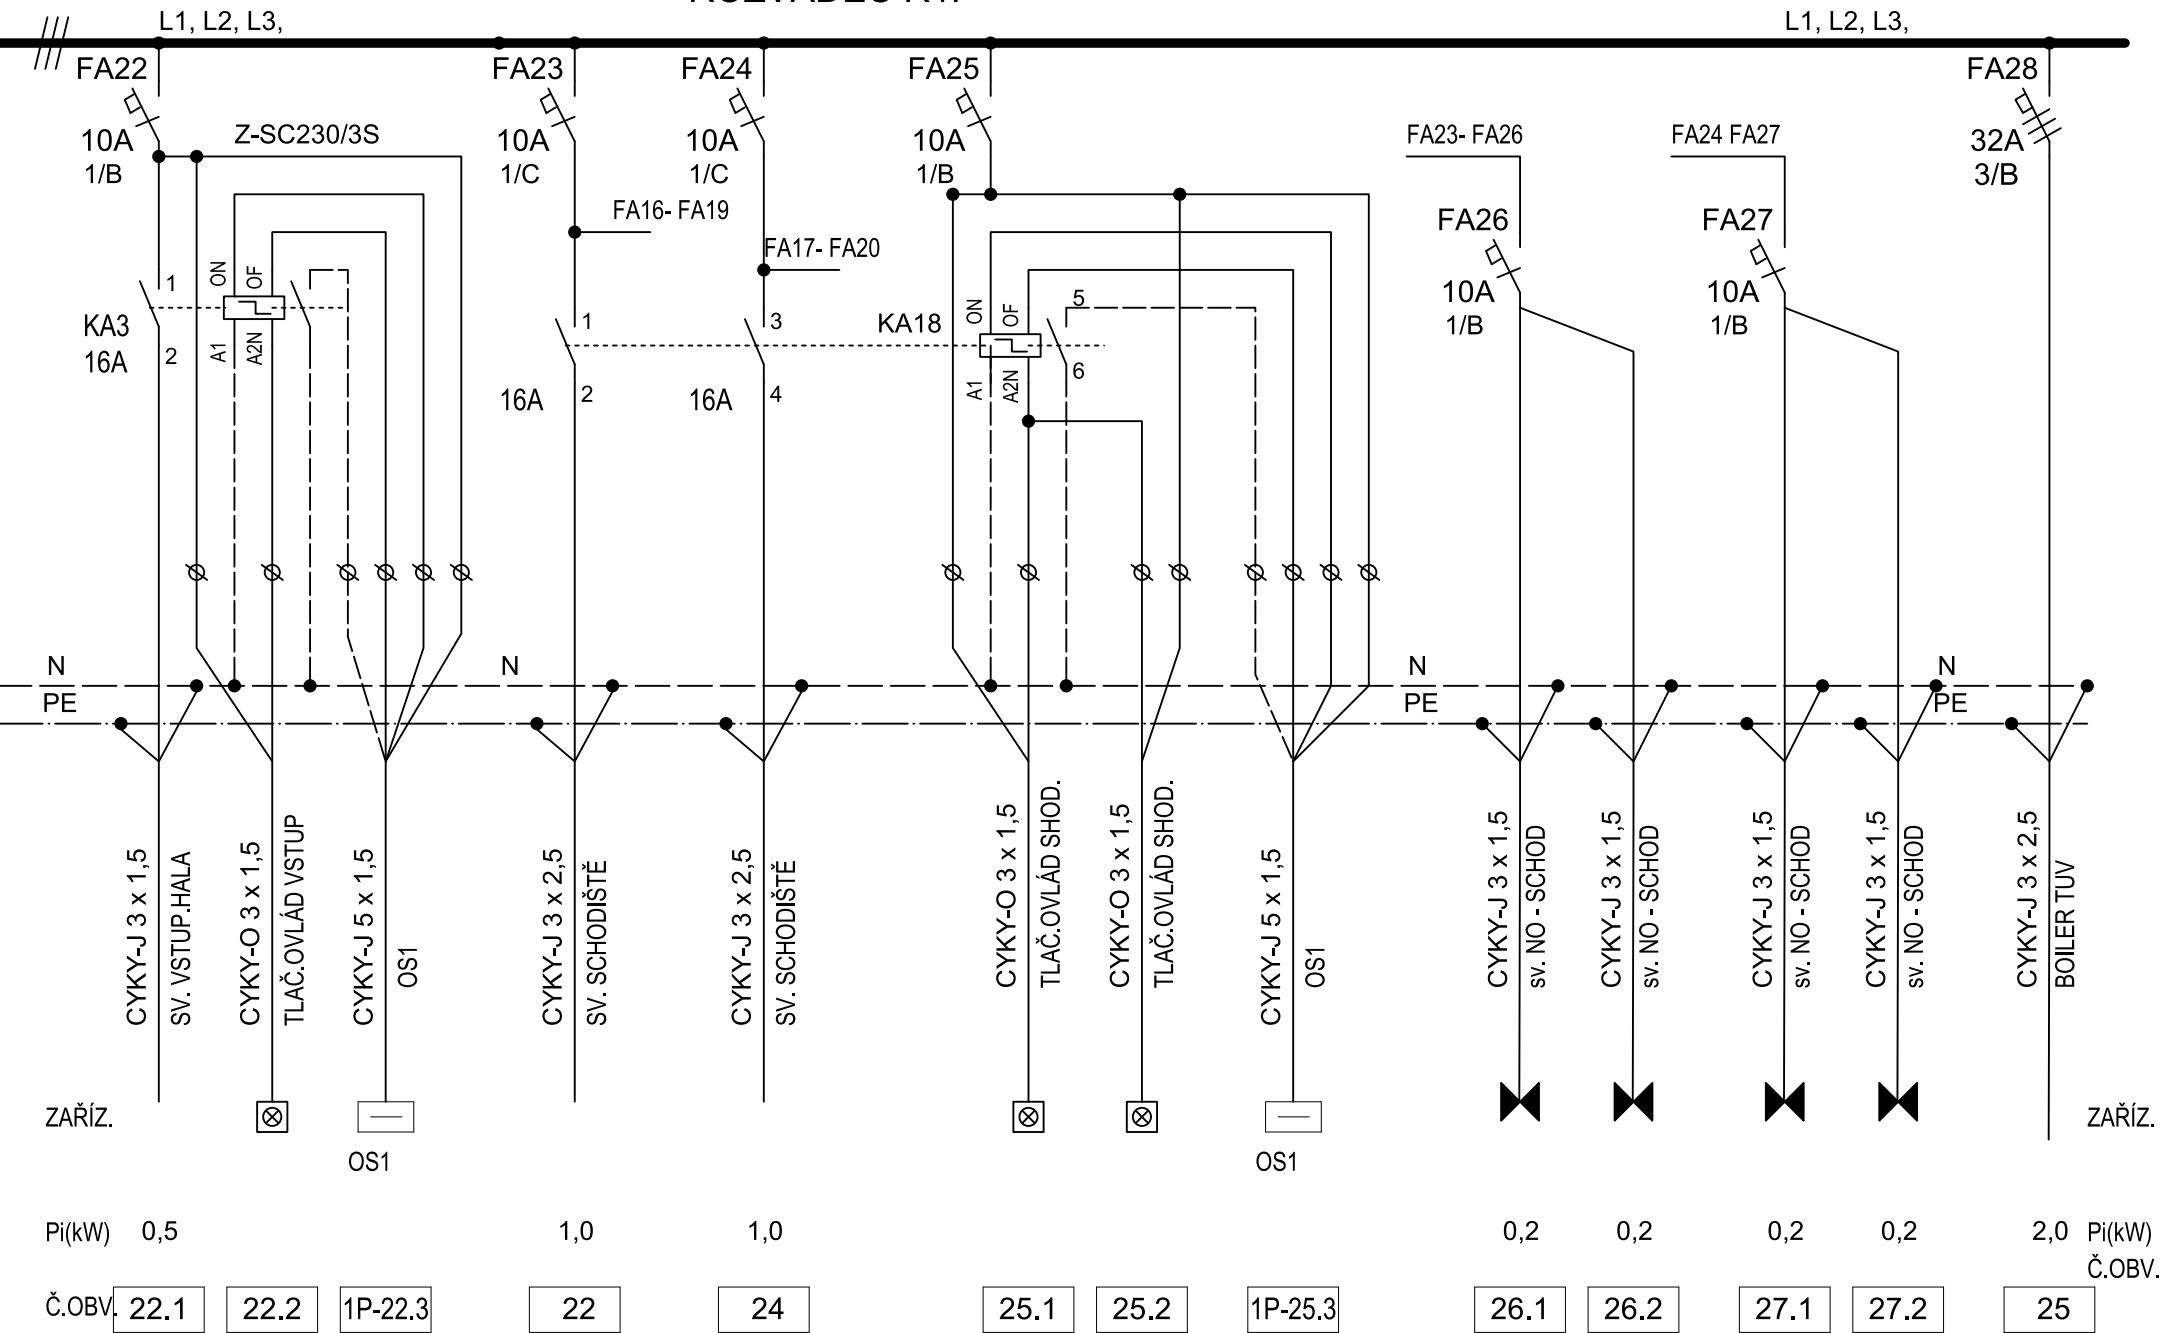 L1, L2, L3,
L1, L2, L3,
FA22
FA23
FA24
FA25
FA28
10A
1/B
Z-SC230/3S
10A
1/C
10A
1/C
10A
1/B
FA23- FA26
FA24 FA27
32A
3/B
FA16- FA19
FA17- FA20
FA26
FA27
10A
1/B
10A
1/B
ON
OF
1
KA3
16A
2
A1
A2N
1
16A
2
3
16A
4
KA18
ON
OF
5
A1
A2N
6
N
PE
N
N
PE
N
PE
CYKY-J 3 x 1,5
SV. VSTUP.HALA
CYKY-O 3 x 1,5
TLAČ.OVLÁD VSTUP
CYKY-J 5 x 1,5
OS1
CYKY-J 3 x 2,5
SV. SCHODIŠTĚ
CYKY-J 3 x 2,5
SV. SCHODIŠTĚ
CYKY-O 3 x 1,5
TLAČ.OVLÁD SHOD.
CYKY-O 3 x 1,5
TLAČ.OVLÁD SHOD.
CYKY-J 5 x 1,5
OS1
CYKY-J 3 x 1,5
sv. NO - SCHOD
CYKY-J 3 x 1,5
sv. NO - SCHOD
CYKY-J 3 x 1,5
sv. NO - SCHOD
CYKY-J 3 x 1,5
sv. NO - SCHOD
CYKY-J 3 x 2,5
BOILER TUV
ZAŘÍZ.
ZAŘÍZ.
OS1
OS1
Pi(kW) 0,5 1,0 1,0 0,2 0,2 0,2 0,2 2,0 Pi(kW)
Č.OBV.
Č.OBV. 22.1 22.2 1P-22.3 22 24 25.1 25.2 1P-25.3 26.1 26.2 27.1 27.2 25